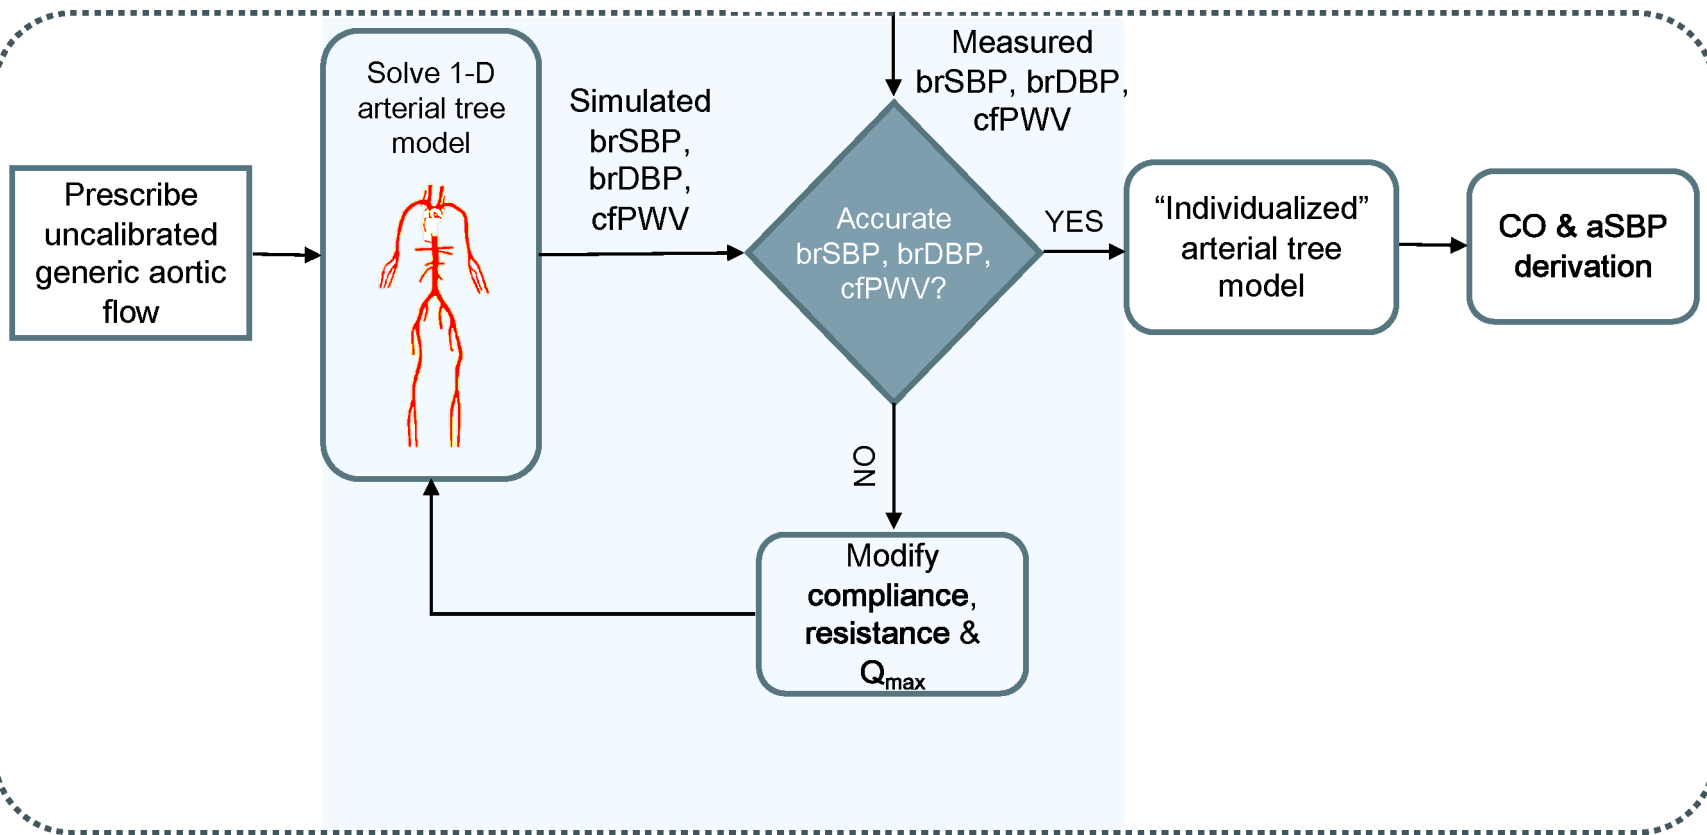 Prescribe
uncalibrated
generic aortic
flow
Solve 1-D
arterial tree
model
Simulated
brSBP,
brDBP,
cfPWV
Measured
brSBP, brDBP,
cfPWV
Accurate
brSBP, brDBP,
cfPWV?
YES
NO
Modify
compliance,
resistance &
Qmax
“Individualized”
arterial tree
model
CO & aSBP
derivation